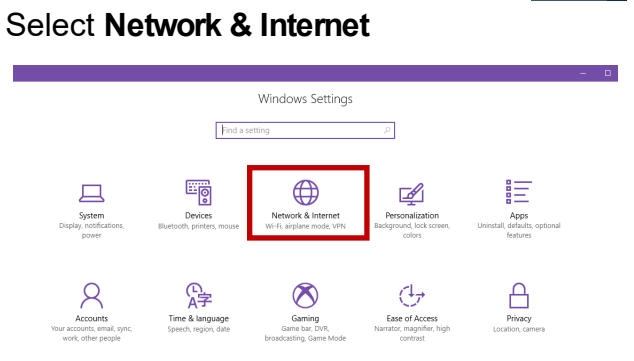 Select Network & Internet
Windows Settings
Find a setting
System
Display, notifications,
power
Devices
Bluetooth, printers, mouse
Network & Internet
Wi-Fi, airplane mode, VPN
Personalization
Background, lock screen,
colors
Apps
Uninstall, defaults, optional
features
Accounts
Your accounts, email, sync,
work, other people
Time & language
Speech, region, date
Gaming
Game bar, DVR,
broadcasting, Game Mode
Ease of Access
Narrator, magnifier, high
contrast
Privacy
Location, camera